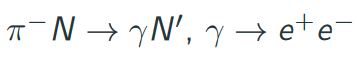 π⁻N → γN′, γ → e⁺e⁻